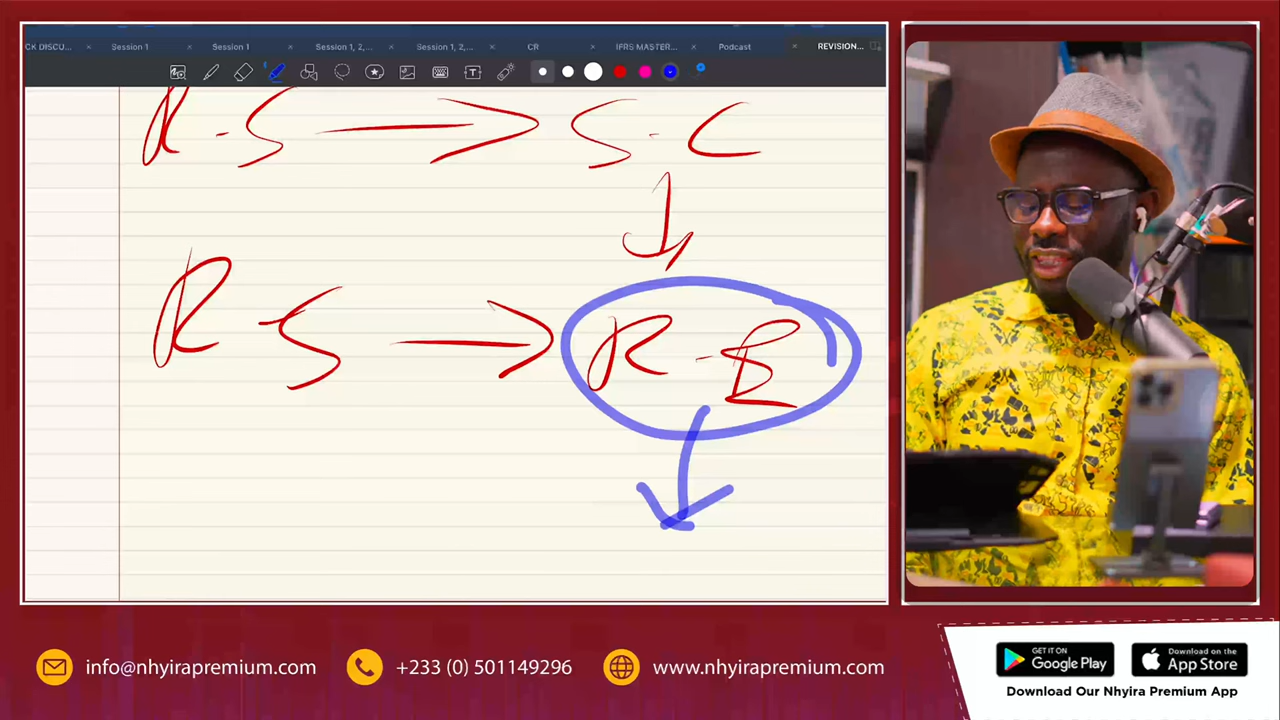 CK DISCU... Session 1 Session 1 Session 1, 2,... Session 1, 2,... CR IFRS MASTER... Podcast REVISION...
R-S → S-C
↓
R-S → R-E
↓
info@nhyirapremium.com +233 (0) 501149296 www.nhyirapremium.com
GET IT ON
Google Play
Download on the
App Store
Download Our Nhyira Premium App